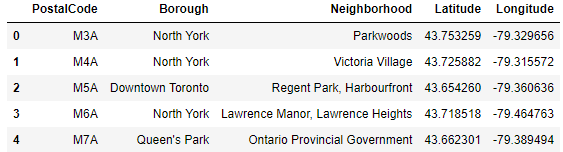 PostalCode Borough Neighborhood Latitude Longitude
0 M3A North York Parkwoods 43.753259 -79.329656
1 M4A North York Victoria Village 43.725882 -79.315572
2 M5A Downtown Toronto Regent Park, Harbourfront 43.654260 -79.360636
3 M6A North York Lawrence Manor, Lawrence Heights 43.718518 -79.464763
4 M7A Queen's Park Ontario Provincial Government 43.662301 -79.389494